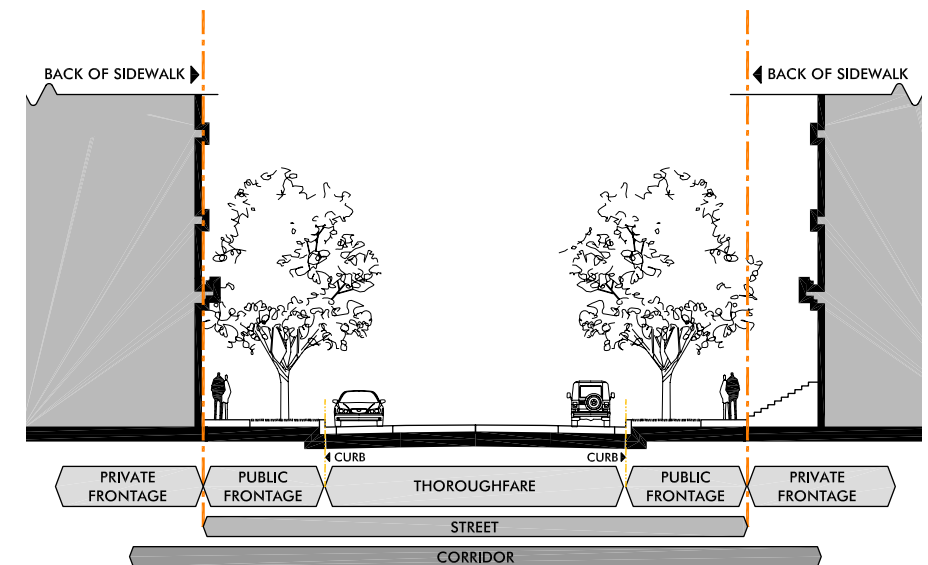 BACK OF SIDEWALK
BACK OF SIDEWALK
CURB
CURB
PRIVATE
FRONTAGE
PUBLIC
FRONTAGE
THOROUGHFARE
PUBLIC
FRONTAGE
PRIVATE
FRONTAGE
STREET
CORRIDOR